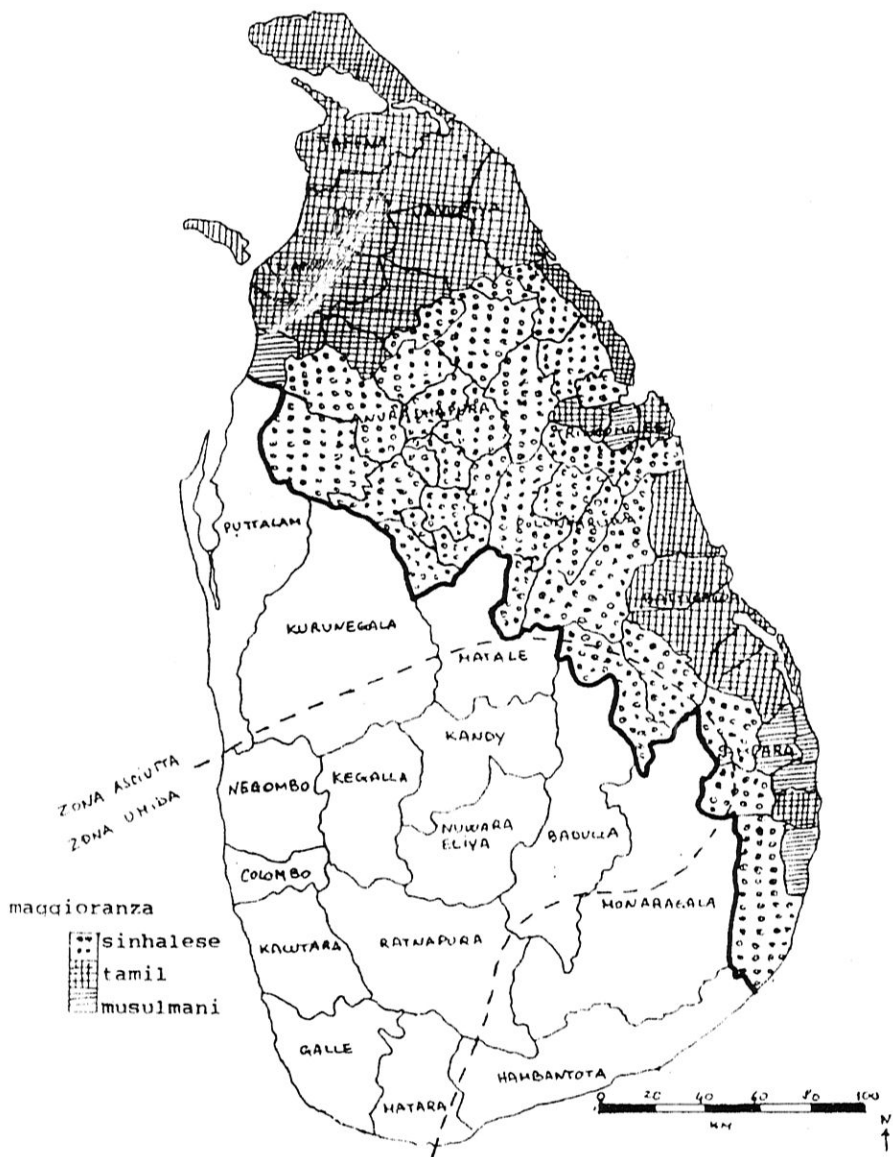 JAFFNA
ANURADHAPURA
PUTTALAM
KURUNEGALA
MATALE
KANDY
ZONA ASCIUTTA
ZONA UMIDA
NEGOMBO
KEGALLA
NUWARA
ELIYA
BADULLA
COLOMBO
MONARAGALA
maggioranza
sinhalese
tamil
musulmani
KALUTARA
RATNAPURA
GALLE
MATARA
HAMBANTOTA
0 20 40 60 80 100
KM
N